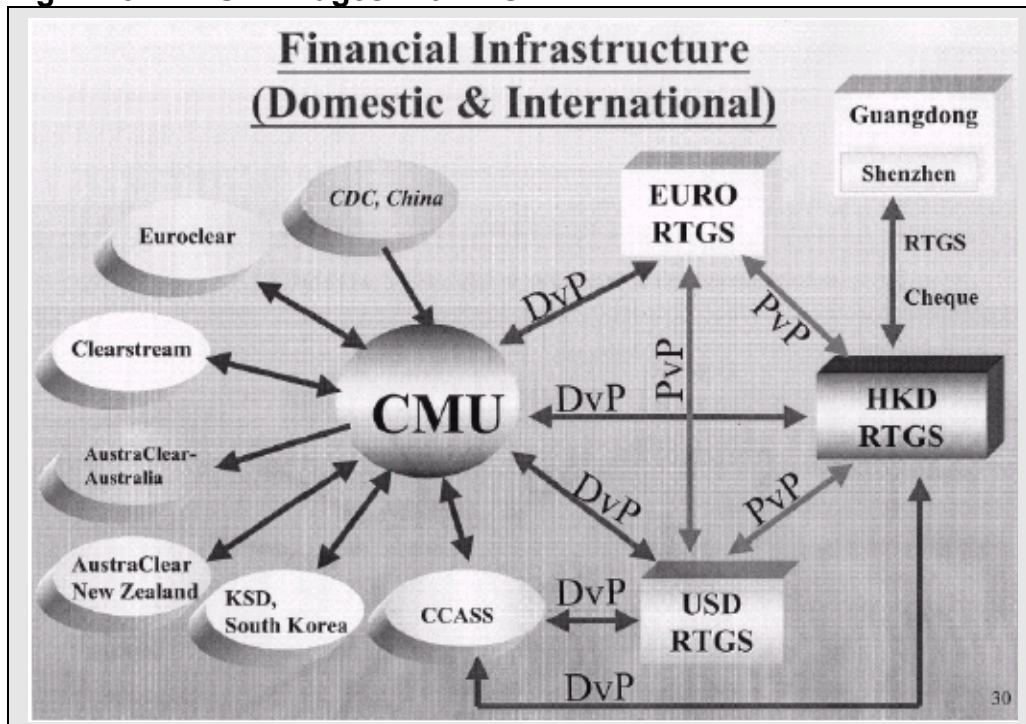 Financial Infrastructure
(Domestic & International)
Guangdong
Shenzhen
CDC, China
EURO
RTGS
Euroclear
RTGS
DvP
Cheque
PvP
Clearstream
PvP
CMU
DvP
HKD
RTGS
AustraClear-
Australia
DvP
PvP
AustraClear
New Zealand
KSD,
South Korea
CCASS
DvP
USD
RTGS
DvP
30